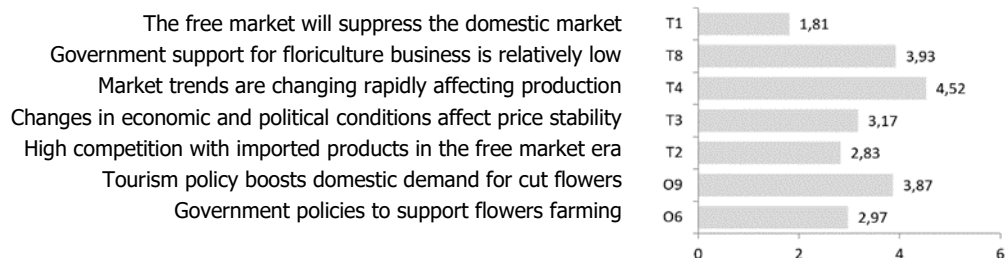 The free market will suppress the domestic market T1 1,81
Government support for floriculture business is relatively low T8 3,93
Market trends are changing rapidly affecting production T4 4,52
Changes in economic and political conditions affect price stability T3 3,17
High competition with imported products in the free market era T2 2,83
Tourism policy boosts domestic demand for cut flowers O9 3,87
Government policies to support flowers farming O6 2,97
0 2 4 6